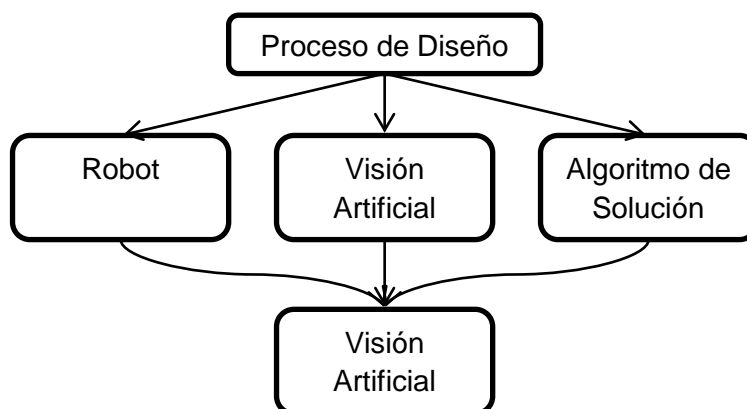 Proceso de Diseño
Robot
Visión
Artificial
Algoritmo de
Solución
Visión
Artificial